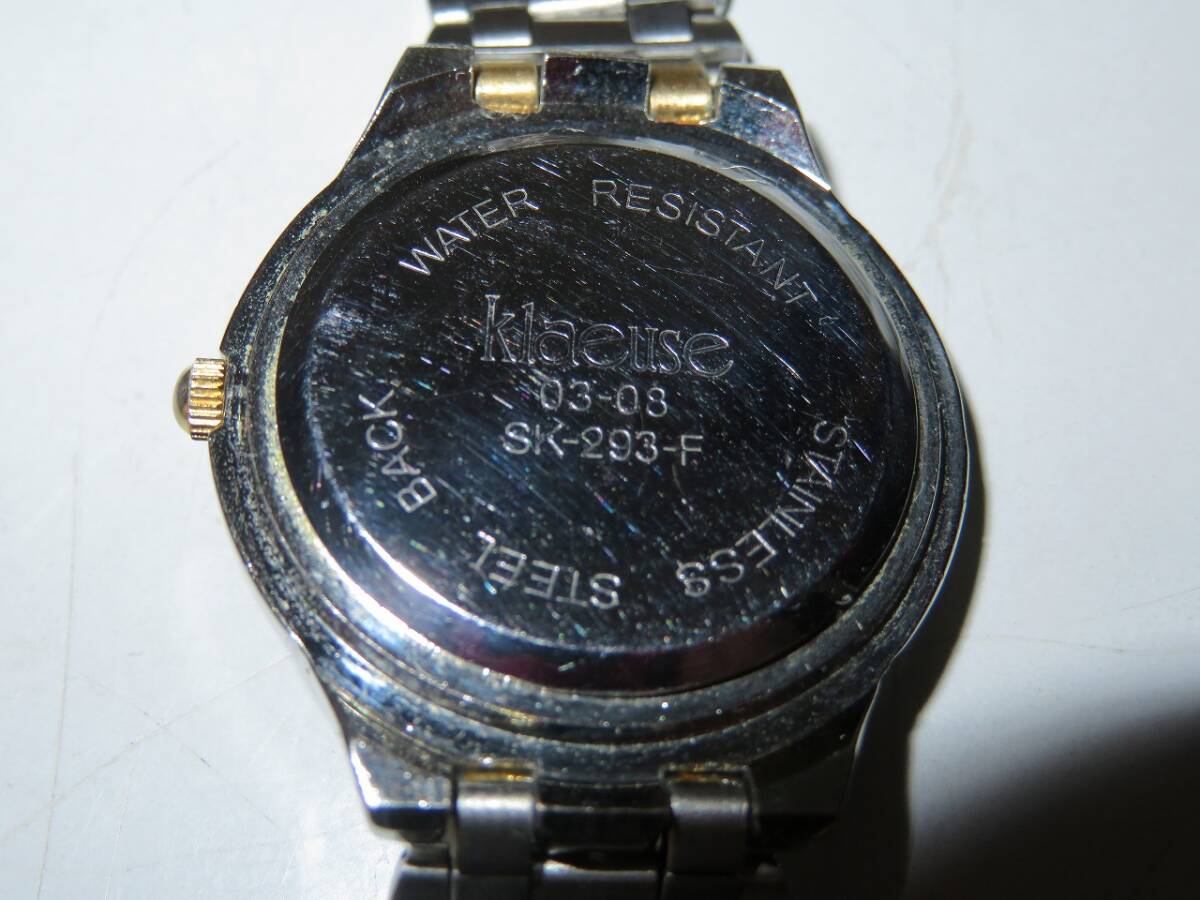 WATER RESISTANT
klaeuse
03-08
SK-293-F
STAINLESS STEEL BACK